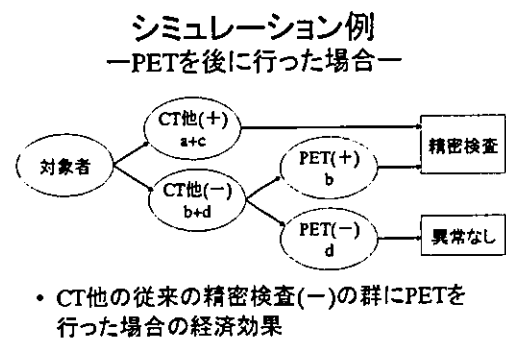 シミュレーション例
ーPETを後に行った場合ー
CT他(+)
a+c
対象者
CT他(ー)
b+d
PET(+)
b
PET(ー)
d
精密検査
異常なし
・CT他の従来の精密検査(ー)の群にPETを
行った場合の経済効果